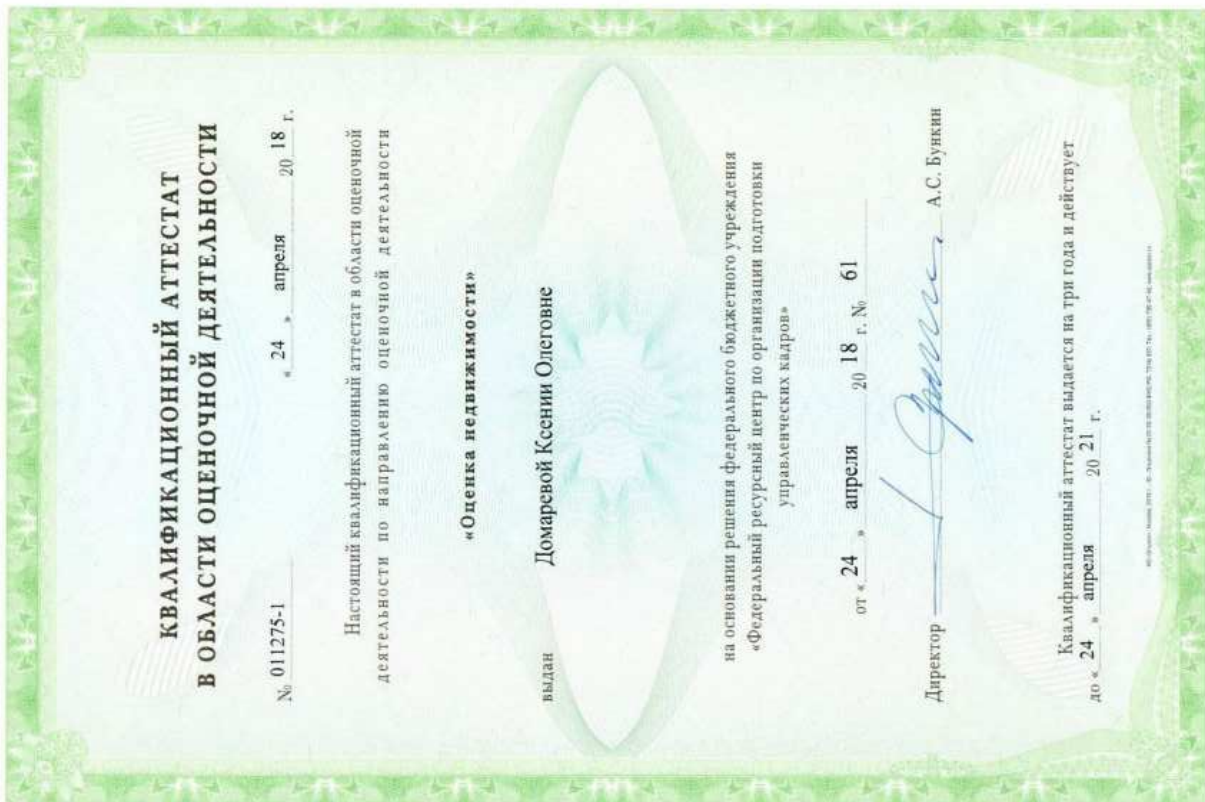 КВАЛИФИКАЦИОННЫЙ АТТЕСТАТ
В ОБЛАСТИ ОЦЕНОЧНОЙ ДЕЯТЕЛЬНОСТИ
№ 011275-1 « 24 » апреля 20 18 г.
Настоящий квалификационный аттестат в области оценочной
деятельности по направлению оценочной деятельности
«Оценка недвижимости»
выдан Домаревой Ксении Олеговне
на основании решения федерального бюджетного учреждения
«Федеральный ресурсный центр по организации подготовки
управленческих кадров»
от « 24 » апреля 20 18 г. № 61
Директор А.С. Бункин
Квалификационный аттестат выдается на три года и действует
до « 24 » апреля 20 21 г.